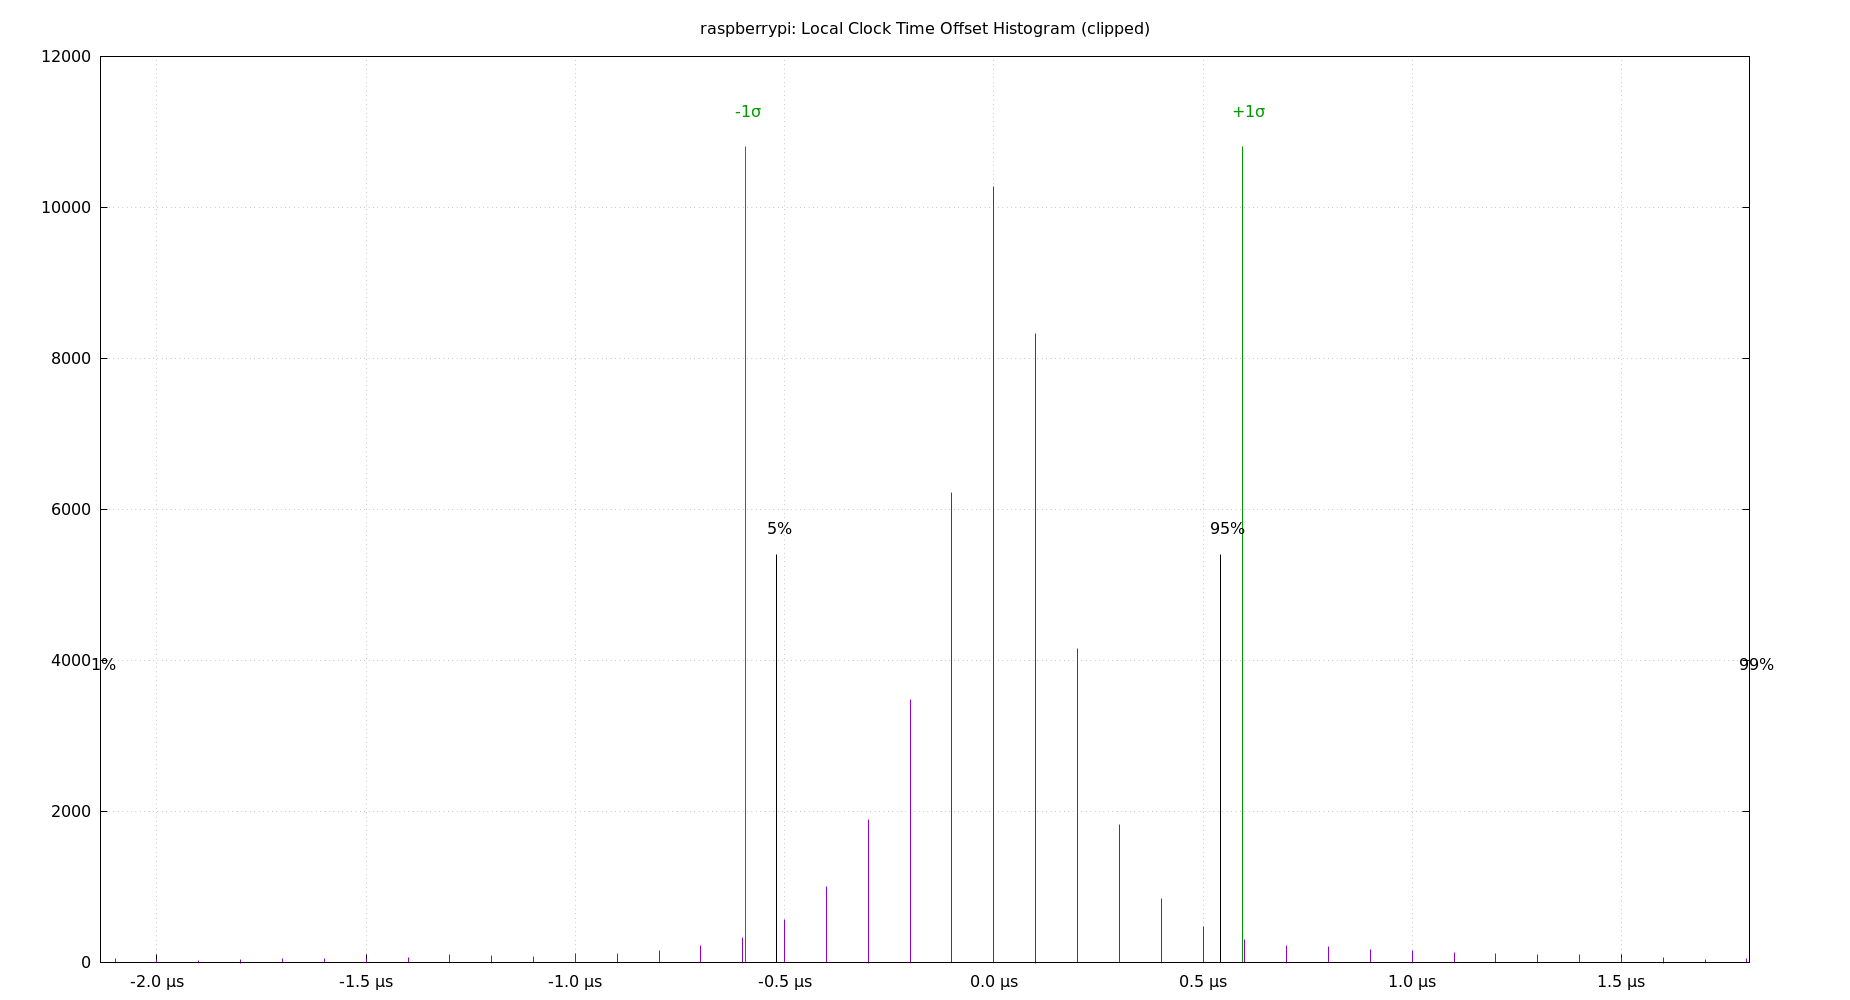 raspberrypi: Local Clock Time Offset Histogram (clipped)
12000
-1σ +1σ
10000
8000
6000
5% 95%
4000 1% 99%
2000
0
-2.0 µs -1.5 µs -1.0 µs -0.5 µs 0.0 µs 0.5 µs 1.0 µs 1.5 µs